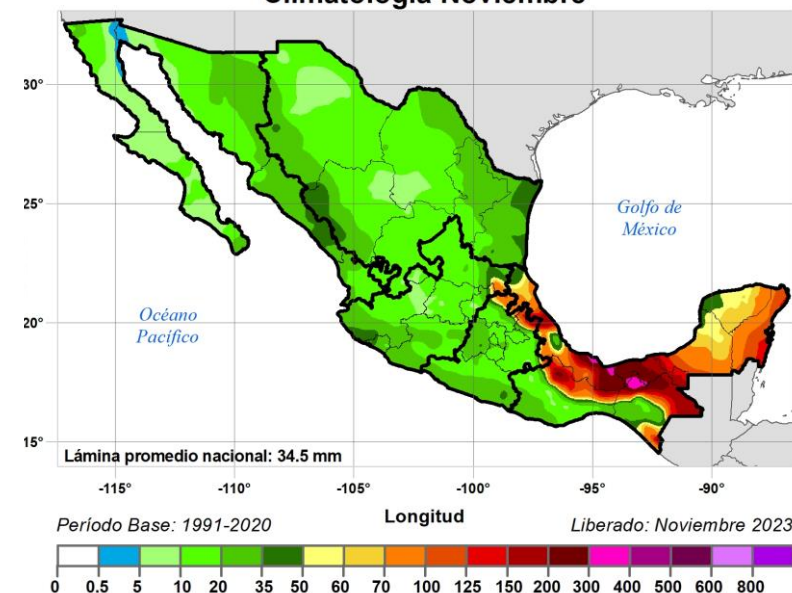 Climatología Noviembre
30°
25°
20°
15°
Golfo de
México
Océano
Pacífico
Lámina promedio nacional: 34.5 mm
-115° -110° -105° -100° -95° -90°
Período Base: 1991-2020 Longitud Liberado: Noviembre 2023
0 0.5 5 10 20 35 50 60 70 100 125 150 200 300 400 500 600 800